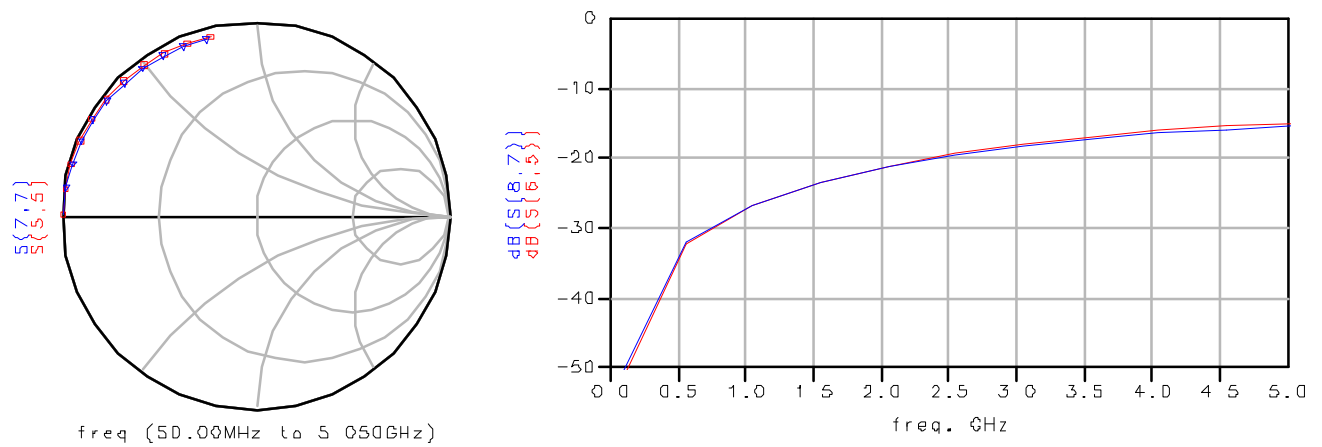 S(7,7)
S(5,5)
freq (50.00MHz to 5 050GHz)
dB(S(8,7))
dB(S(6,5))
0
-10
-20
-30
-40
-50
0 0 0.5 1.0 1 5 2.0 2.5 3 0 3.5 4.0 4 5 5.0
freq. GHz